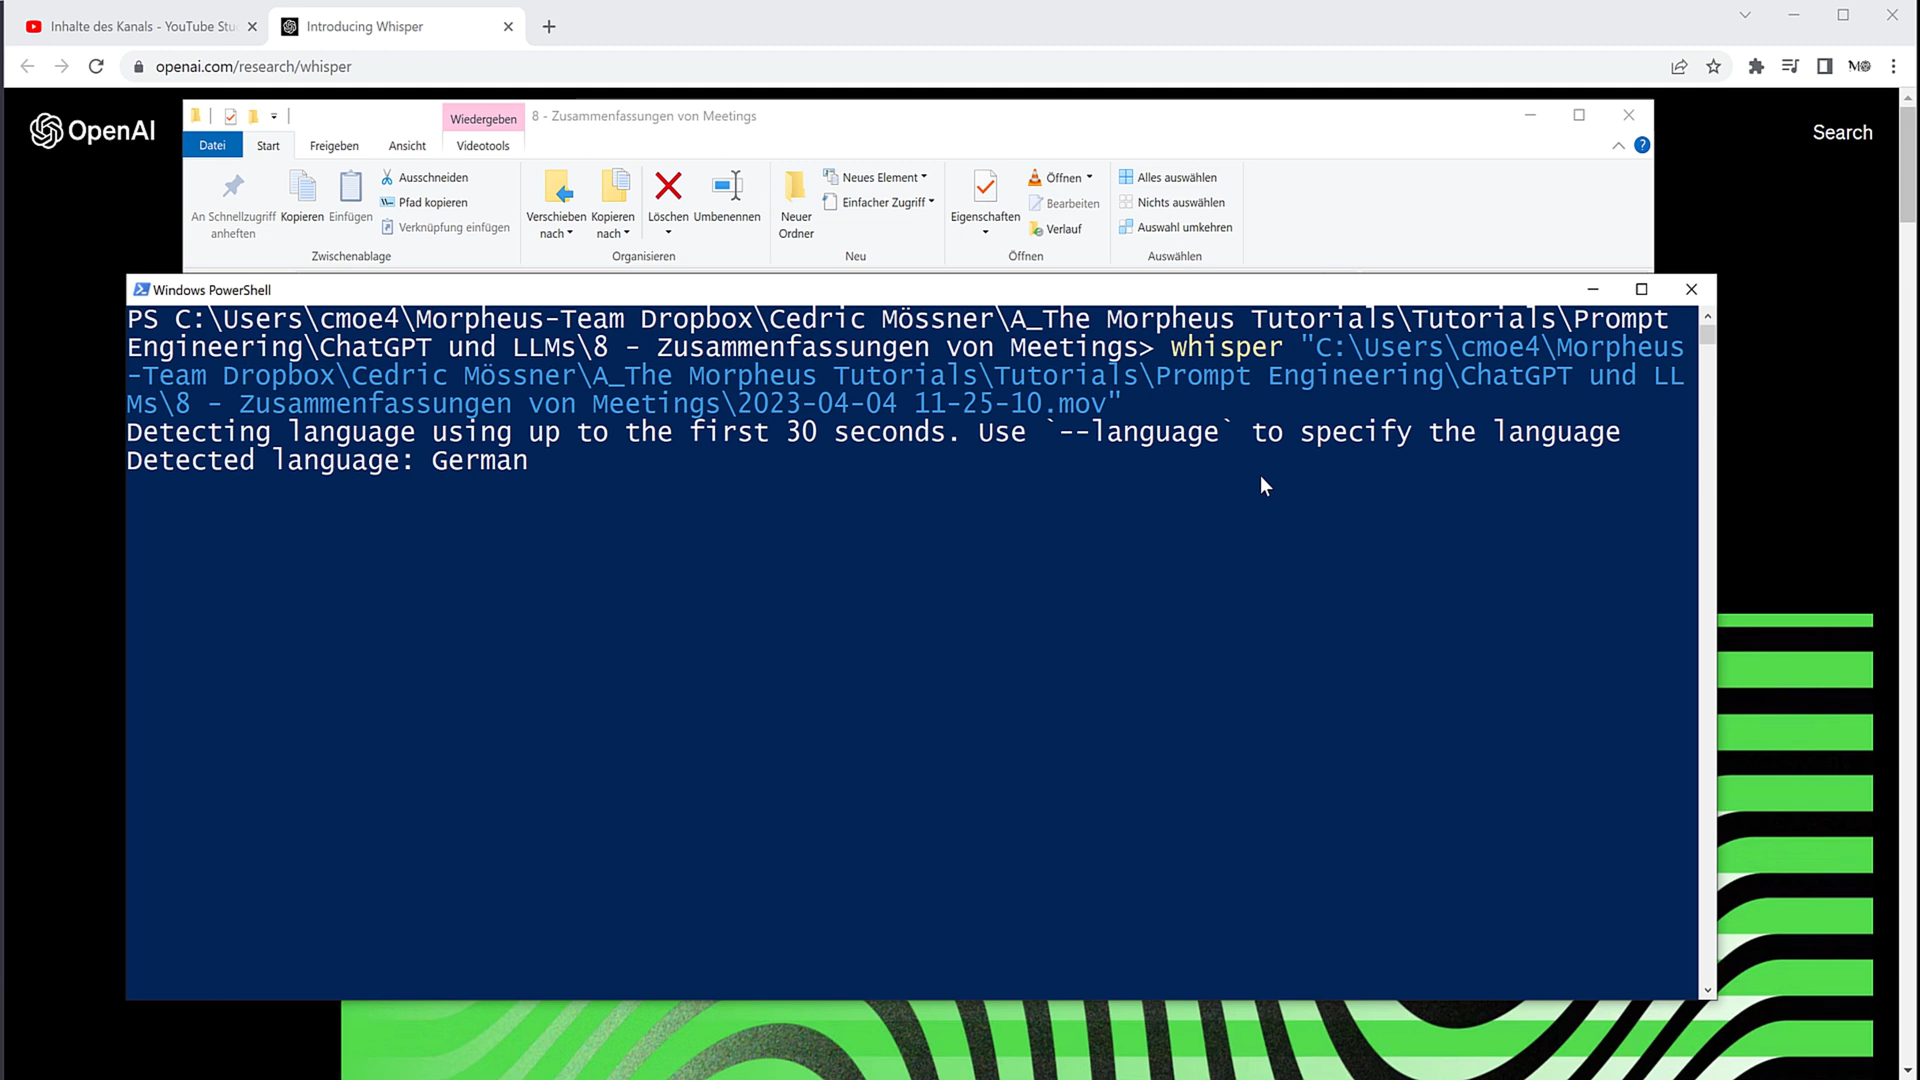 Inhalte des Kanals - YouTube Stu
Introducing Whisper
openai.com/research/whisper
OpenAI
Search
Wiedergeben
8 - Zusammenfassungen von Meetings
Datei
Start
Freigeben
Ansicht
Videotools
An Schnellzugriff
anheften
Kopieren
Einfügen
Ausschneiden
Pfad kopieren
Verknüpfung einfügen
Zwischenablage
Verschieben
nach
Kopieren
nach
Löschen
Umbenennen
Organisieren
Neuer
Ordner
Neues Element
Einfacher Zugriff
Neu
Eigenschaften
Öffnen
Bearbeiten
Verlauf
Öffnen
Alles auswählen
Nichts auswählen
Auswahl umkehren
Auswählen
Windows PowerShell
PS C:\Users\cmoe4\Morpheus-Team Dropbox\Cedric Mössner\A_The Morpheus Tutorials\Tutorials\Prompt
Engineering\ChatGPT und LLMs\8 - Zusammenfassungen von Meetings> whisper "C:\Users\cmoe4\Morpheus
-Team Dropbox\Cedric Mössner\A_The Morpheus Tutorials\Tutorials\Prompt Engineering\ChatGPT und LL
Ms\8 - Zusammenfassungen von Meetings\2023-04-04 11-25-10.mov"
Detecting language using up to the first 30 seconds. Use `--language` to specify the language
Detected language: German